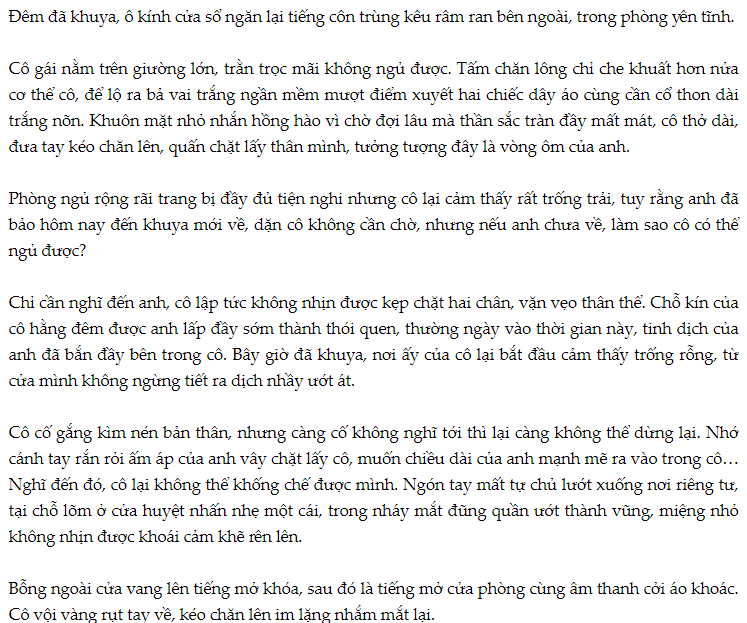 Đêm đã khuya, ô kính cửa sổ ngăn lại tiếng côn trùng kêu râm ran bên ngoài, trong phòng yên tĩnh.
Cô gái nằm trên giường lớn, trằn trọc mãi không ngủ được. Tấm chăn lông chỉ che khuất hơn nửa
cơ thể cô, để lộ ra bả vai trắng ngần mềm mượt điểm xuyết hai chiếc dây áo cùng cần cổ thon dài
trắng nõn. Khuôn mặt nhỏ nhắn hồng hào vì chờ đợi lâu mà thần sắc tràn đầy mất mát, cô thở dài,
đưa tay kéo chăn lên, quấn chặt lấy thân mình, tưởng tượng đây là vòng ôm của anh.
Phòng ngủ rộng rãi trang bị đầy đủ tiện nghi nhưng cô lại cảm thấy rất trống trải, tuy rằng anh đã
bảo hôm nay đến khuya mới về, dặn cô không cần chờ, nhưng nếu anh chưa về, làm sao cô có thể
ngủ được?
Chỉ cần nghĩ đến anh, cô lập tức không nhịn được kẹp chặt hai chân, vặn vẹo thân thể. Chỗ kín của
cô hằng đêm được anh lấp đầy sớm thành thói quen, thường ngày vào thời gian này, tinh dịch của
anh đã bắn đầy bên trong cô. Bây giờ đã khuya, nơi ấy của cô lại bắt đầu cảm thấy trống rỗng, từ
cửa mình không ngừng tiết ra dịch nhầy ướt át.
Cô cố gắng kìm nén bản thân, nhưng càng cố không nghĩ tới thì lại càng không thể dừng lại. Nhớ
cánh tay rắn rỏi ấm áp của anh vây chặt lấy cô, muốn chiều dài của anh mạnh mẽ ra vào trong cô…
Nghĩ đến đó, cô lại không thể khống chế được mình. Ngón tay mất tự chủ lướt xuống nơi riêng tư,
tại chỗ lõm ở cửa huyệt nhấn nhẹ một cái, trong nháy mắt đũng quần ướt thành vũng, miệng nhỏ
không nhịn được khoái cảm khẽ rên lên.
Bỗng ngoài cửa vang lên tiếng mở khóa, sau đó là tiếng mở cửa phòng cùng âm thanh cởi áo khoác.
Cô vội vàng rụt tay về, kéo chăn lên im lặng nhắm mắt lại.